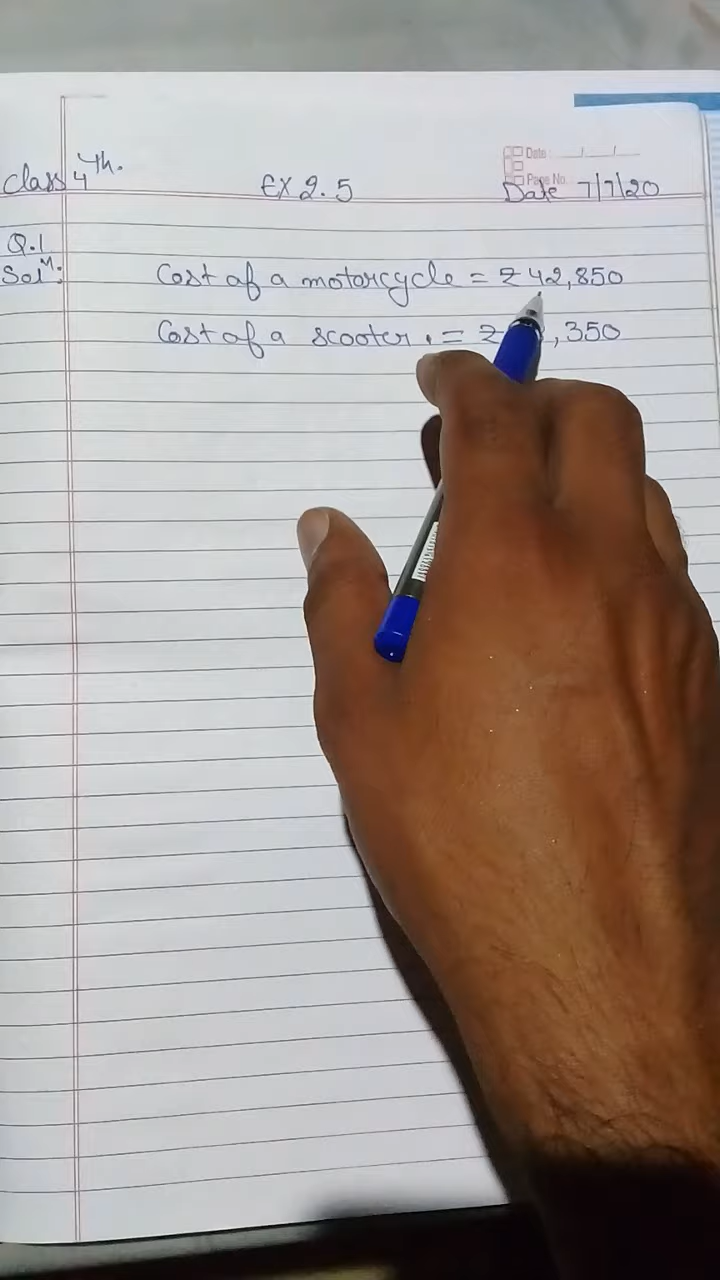 Class 4th.
Ex 2.5
Date / /
Page No.
Date 7/7/20
Q.1
Solⁿ: Cost of a motorcycle = ₹ 42,850
Cost of a scooter . = ₹ ,350